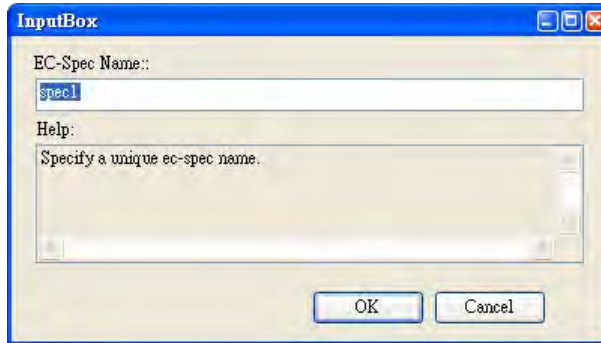 InputBox
EC-Spec Name::
spec1
Help:
Specify a unique ec-spec name.
OK
Cancel